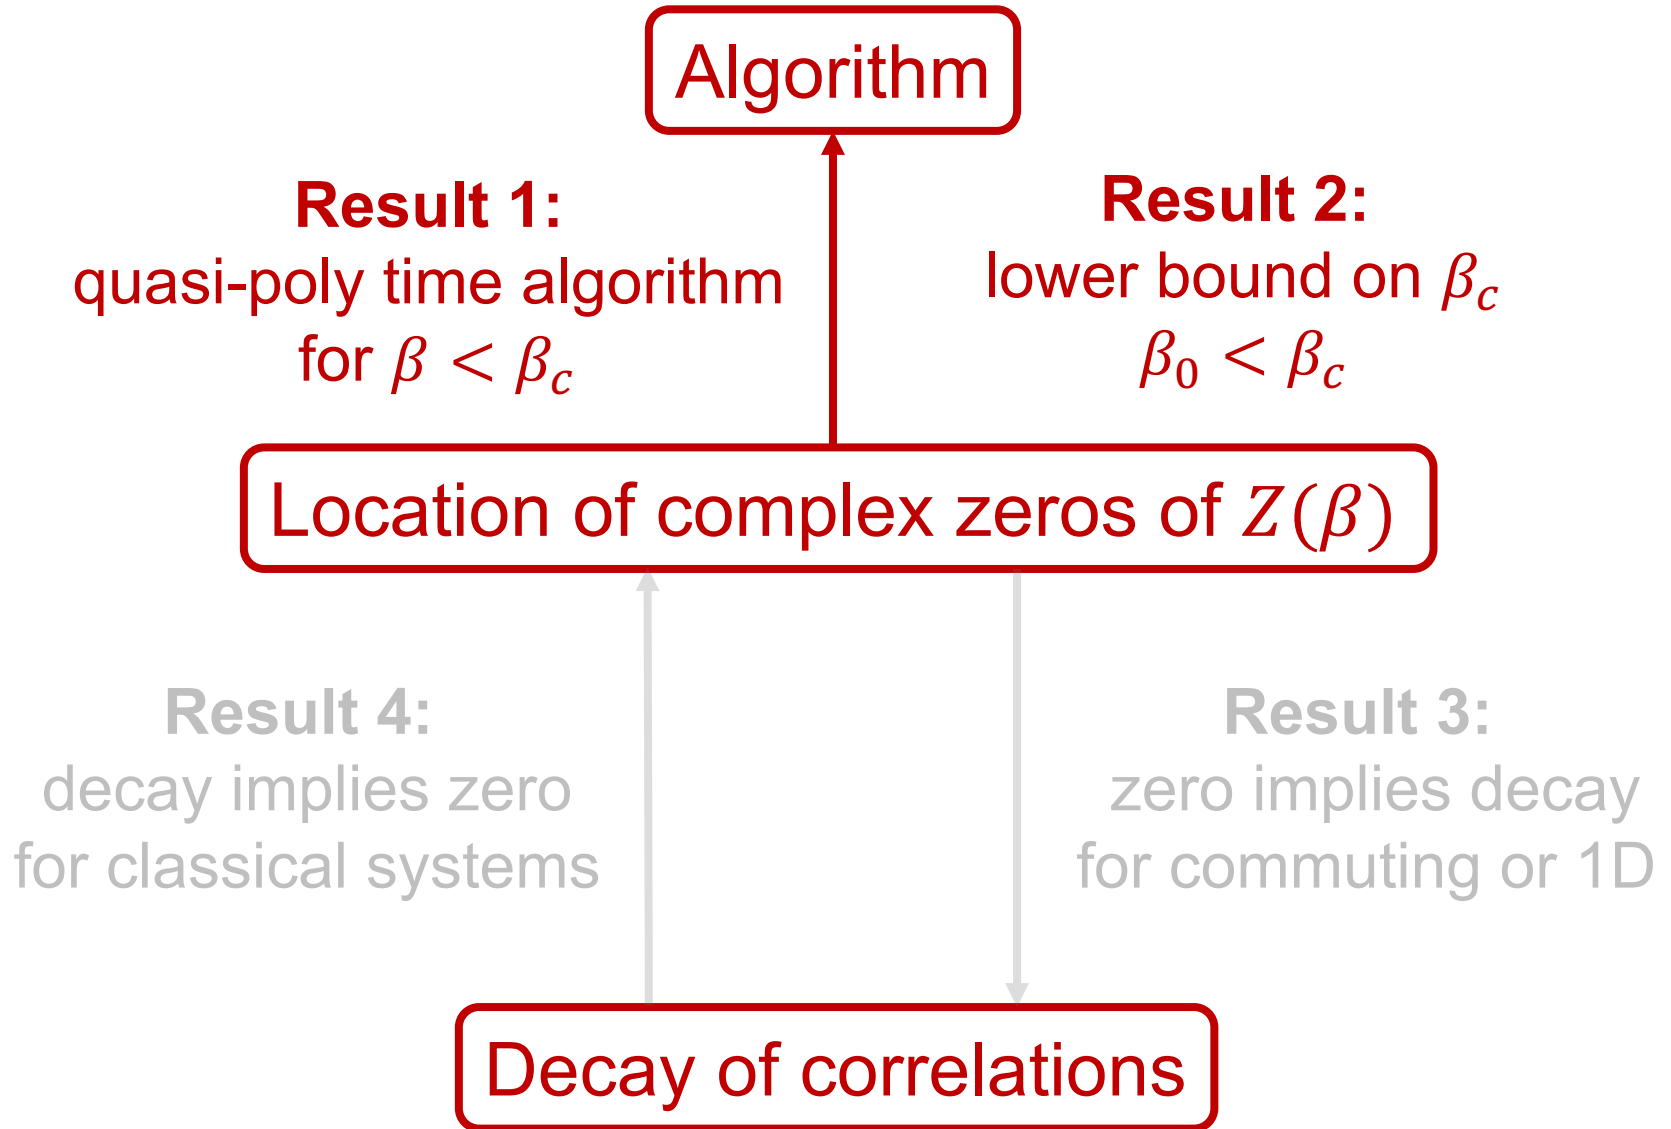 Algorithm
Result 1:
quasi-poly time algorithm
for β < β_c
Result 2:
lower bound on β_c
β_0 < β_c
Location of complex zeros of Z(β)
Result 4:
decay implies zero
for classical systems
Result 3:
zero implies decay
for commuting or 1D
Decay of correlations